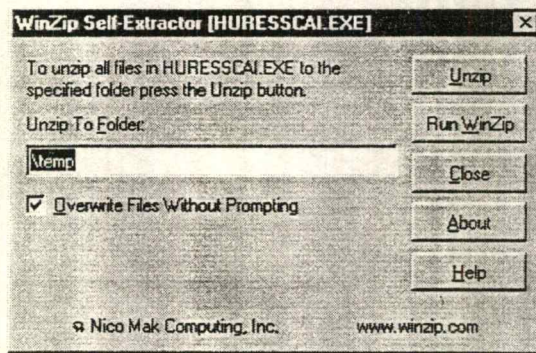 WinZip Self-Extractor [HURESSCAI.EXE]
To unzip all files in HURESSCAI.EXE to the
specified folder press the Unzip button.
Unzip To Folder:
\temp
Overwrite Files Without Prompting
Unzip
Run WinZip
Close
About
Help
Nico Mak Computing, Inc.
www.winzip.com